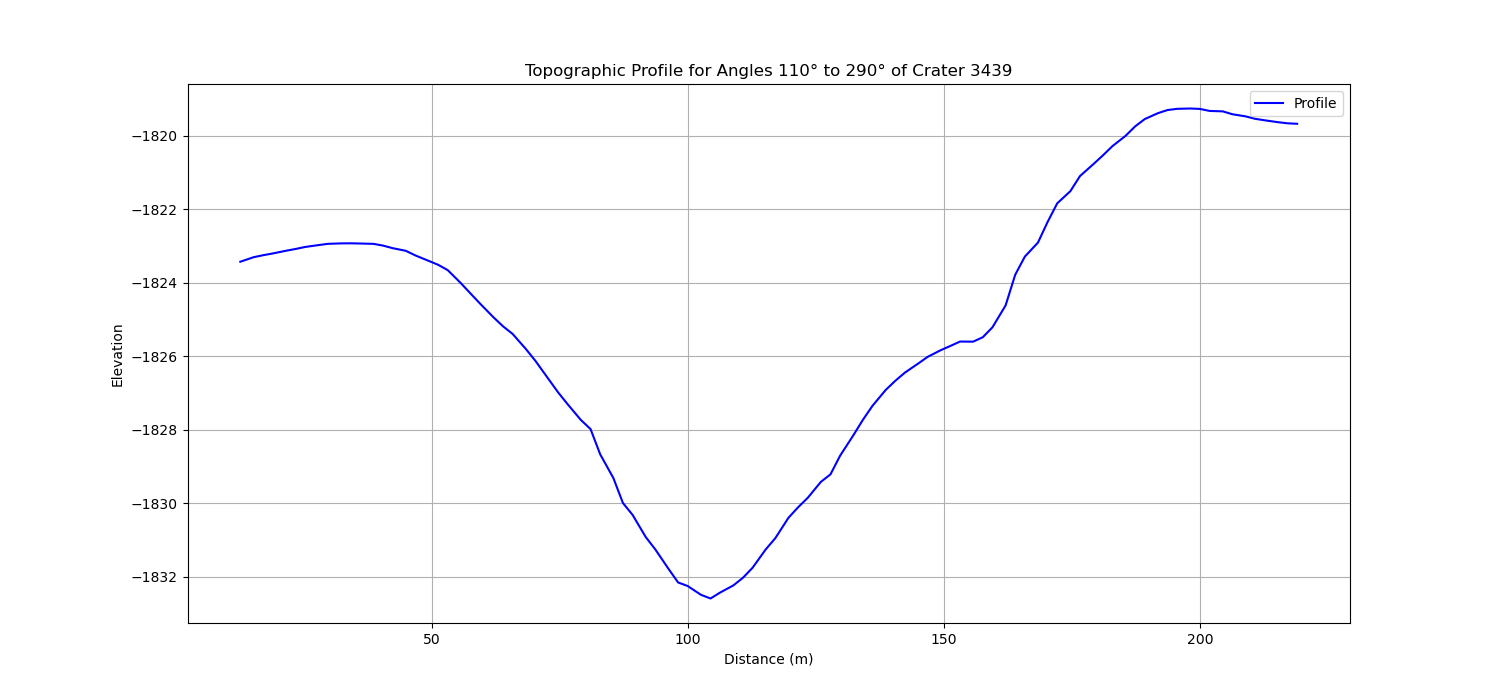 Topographic Profile for Angles 110° to 290° of Crater 3439
Profile
−1820
−1822
−1824
−1826
−1828
−1830
−1832
Elevation
50
100
150
200
Distance (m)